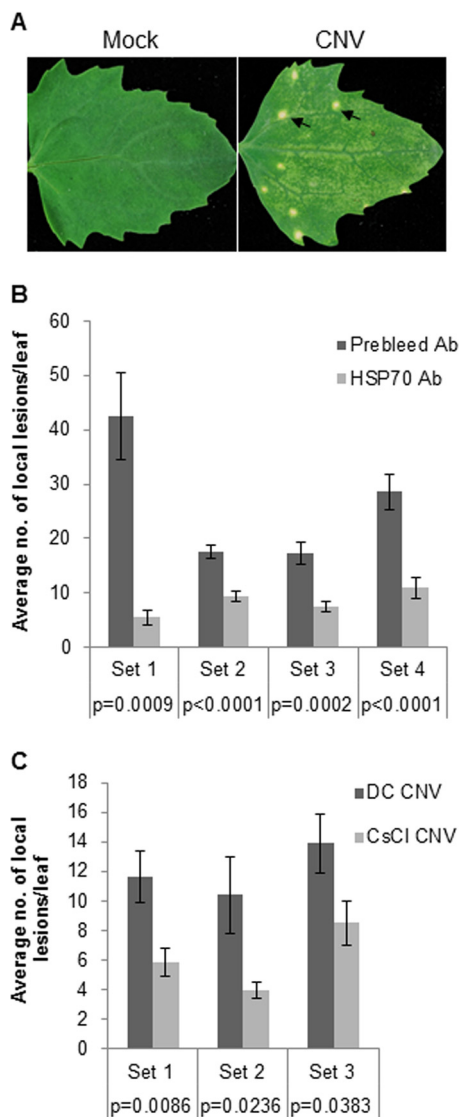 A
Mock CNV
B
Average no. of local lesions/leaf
60
50
40
30
20
10
0
Prebleed Ab
HSP70 Ab
Set 1 Set 2 Set 3 Set 4
p=0.0009 p<0.0001 p=0.0002 p<0.0001
C
Average no. of local
lesions/leaf
18
16
14
12
10
8
6
4
2
0
DC CNV
CsCl CNV
Set 1 Set 2 Set 3
p=0.0086 p=0.0236 p=0.0383